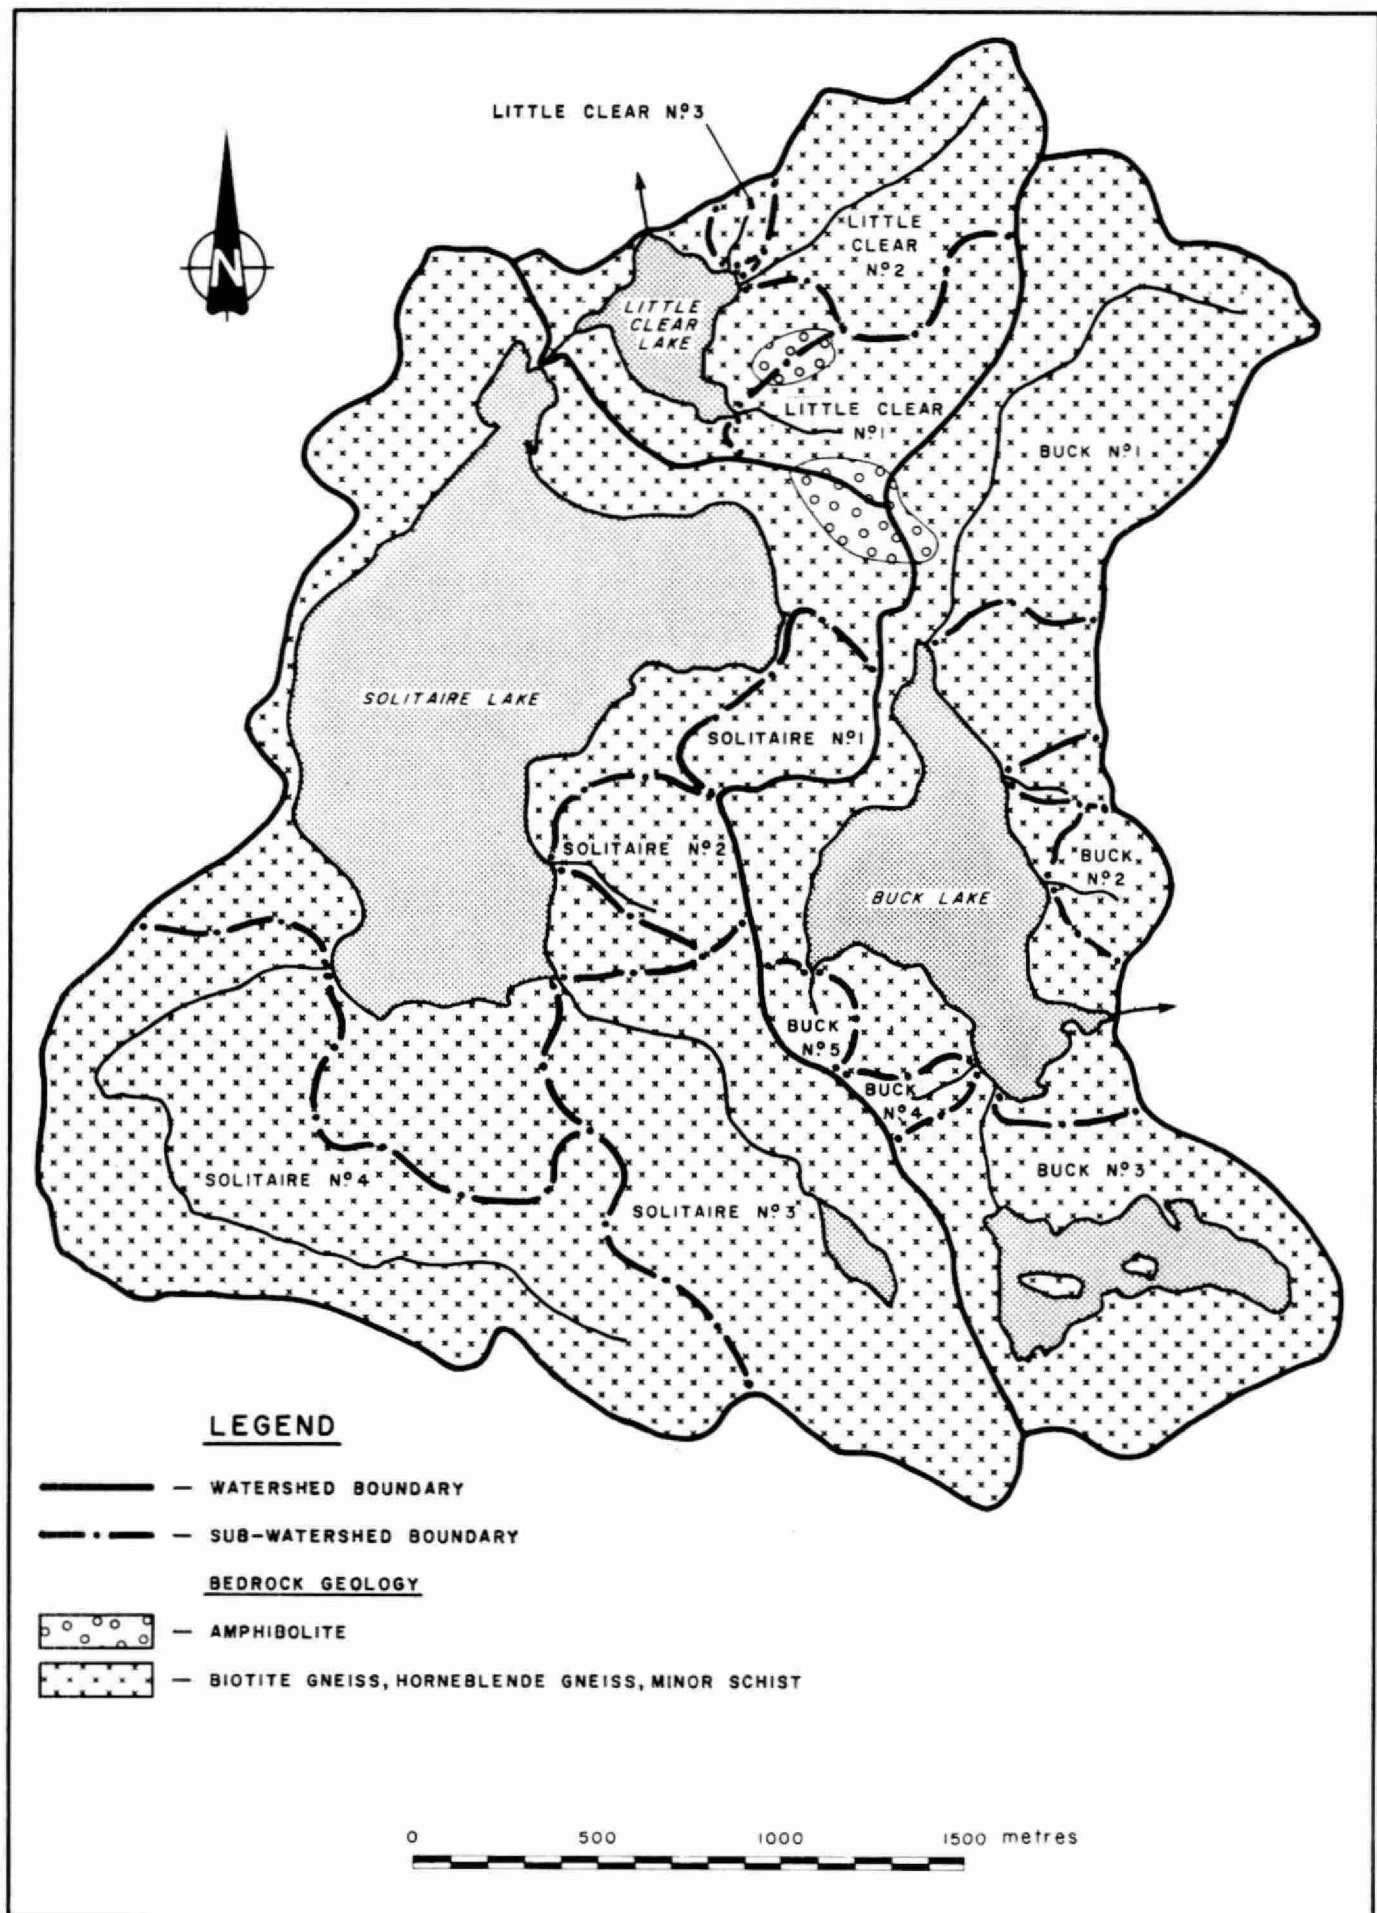 LITTLE CLEAR Nº3
N
LITTLE
CLEAR
Nº2
LITTLE
CLEAR
LAKE
LITTLE CLEAR
Nº1
BUCK Nº1
SOLITAIRE LAKE
SOLITAIRE Nº1
SOLITAIRE Nº2
BUCK
Nº2
BUCK LAKE
BUCK
Nº5
BUCK
Nº4
BUCK Nº3
SOLITAIRE Nº4
SOLITAIRE Nº3
LEGEND
— WATERSHED BOUNDARY
— SUB-WATERSHED BOUNDARY
BEDROCK GEOLOGY
— AMPHIBOLITE
— BIOTITE GNEISS, HORNEBLENDE GNEISS, MINOR SCHIST
0 500 1000 1500 metres